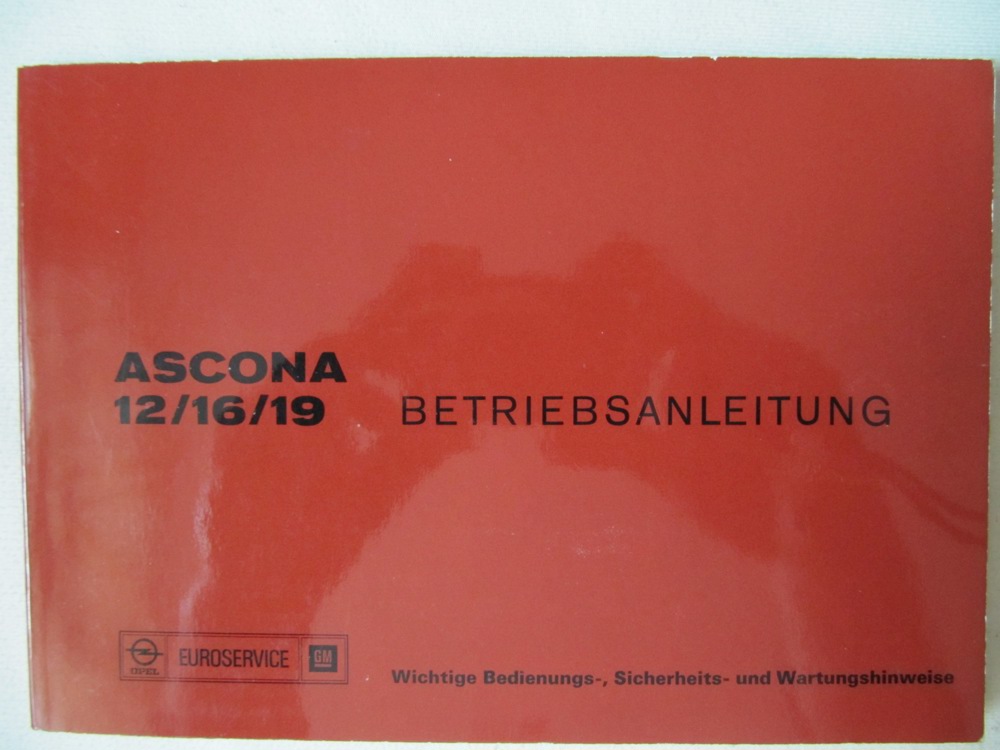 ASCONA
12/16/19 BETRIEBSANLEITUNG
OPEL EUROSERVICE GM
Wichtige Bedienungs-, Sicherheits- und Wartungshinweise